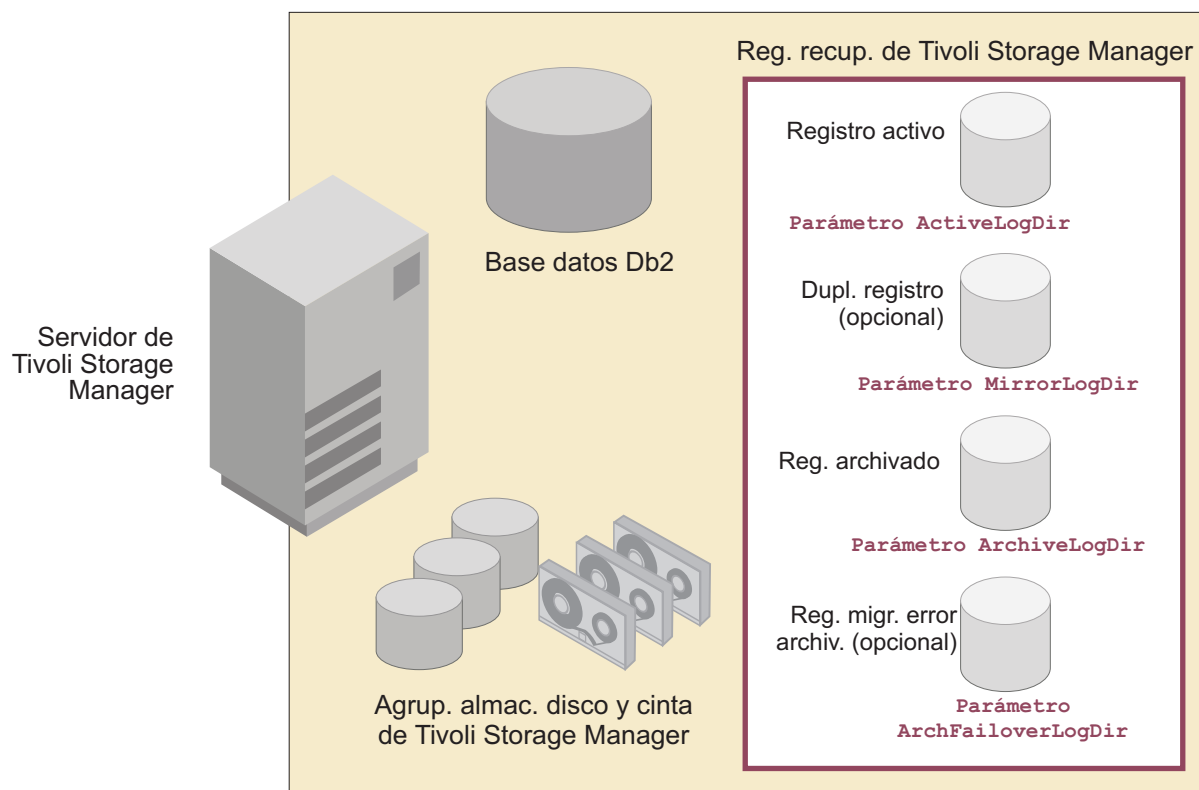 Reg. recup. de Tivoli Storage Manager
Registro activo
Parámetro ActiveLogDir
Base datos Db2
Dupl. registro
(opcional)
Parámetro MirrorLogDir
Servidor de
Tivoli Storage
Manager
Reg. archivado
Parámetro ArchiveLogDir
Reg. migr. error
archiv. (opcional)
Parámetro
ArchFailoverLogDir
Agrup. almac. disco y cinta
de Tivoli Storage Manager